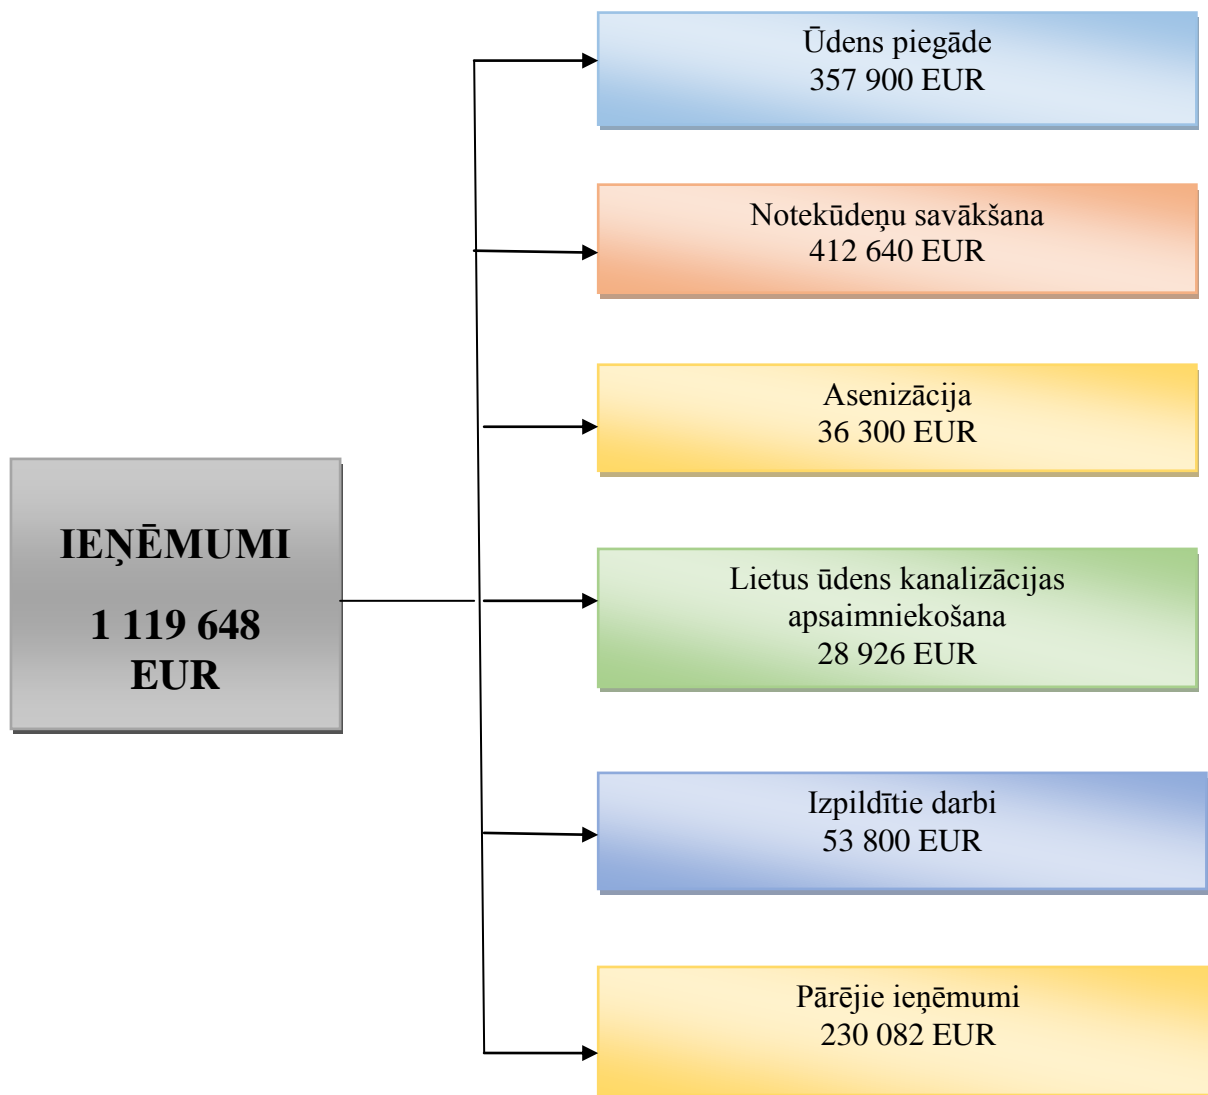 Ūdens piegāde
357 900 EUR
Notekūdeņu savākšana
412 640 EUR
Asenizācija
36 300 EUR
IEŅĒMUMI
1 119 648
EUR
Lietus ūdens kanalizācijas
apsaimniekošana
28 926 EUR
Izpildītie darbi
53 800 EUR
Pārējie ieņēmumi
230 082 EUR